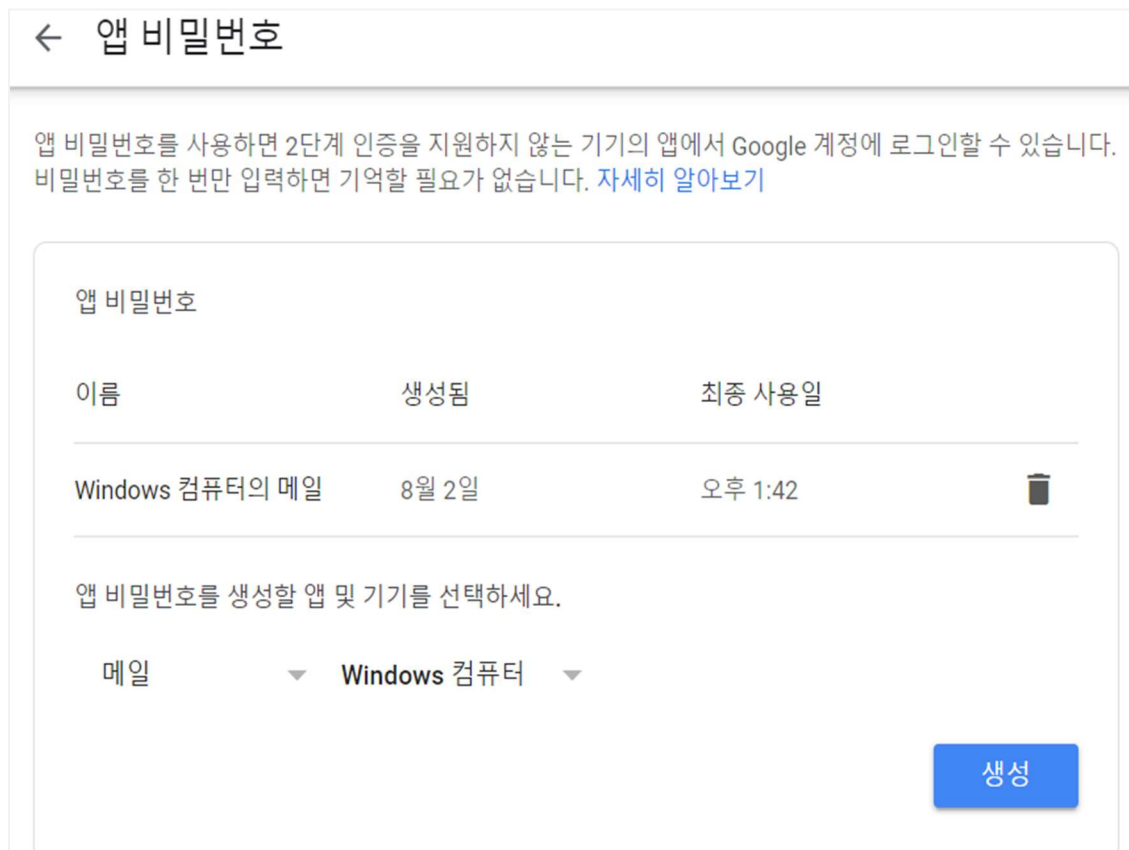 앱 비밀번호
앱 비밀번호를 사용하면 2단계 인증을 지원하지 않는 기기의 앱에서 Google 계정에 로그인할 수 있습니다.
비밀번호를 한 번만 입력하면 기억할 필요가 없습니다. 자세히 알아보기
앱 비밀번호
이름 생성됨 최종 사용일
Windows 컴퓨터의 메일 8월 2일 오후 1:42
앱 비밀번호를 생성할 앱 및 기기를 선택하세요.
메일 Windows 컴퓨터
생성